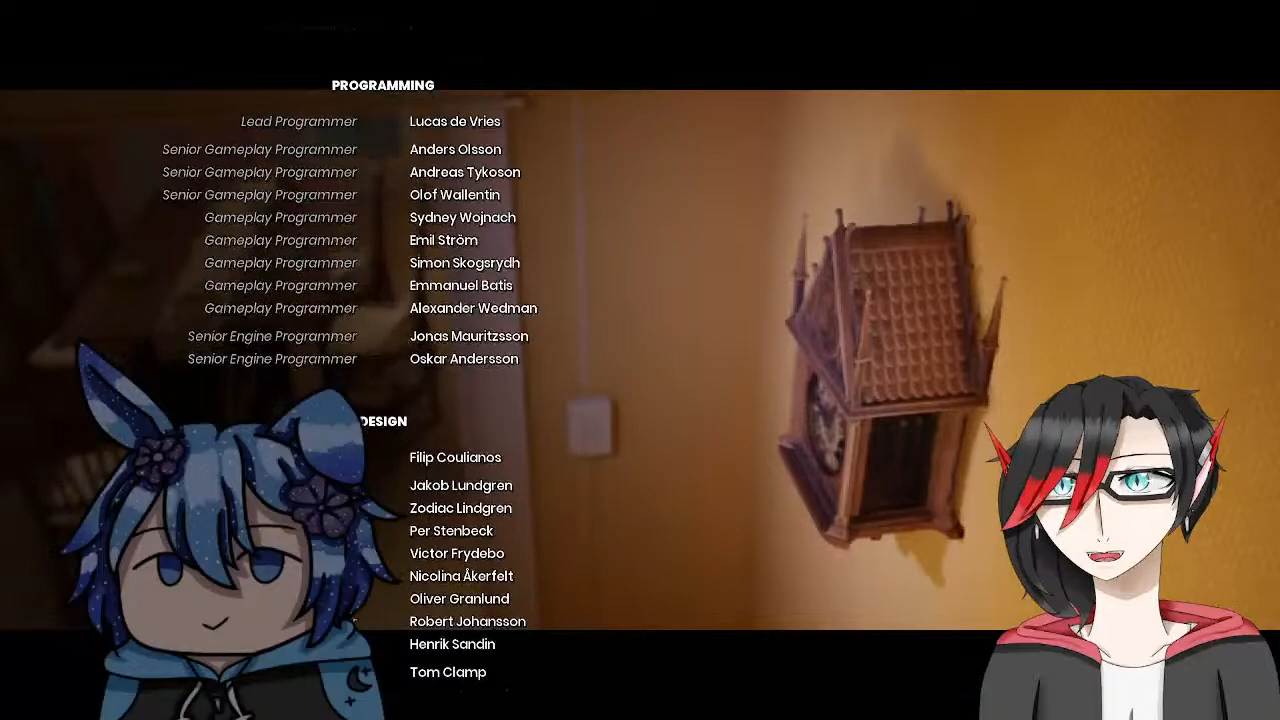 PROGRAMMING
Lead Programmer Lucas de Vries
Senior Gameplay Programmer Anders Olsson
Senior Gameplay Programmer Andreas Tykoson
Senior Gameplay Programmer Olof Wallentin
Gameplay Programmer Sydney Wojnach
Gameplay Programmer Emil Ström
Gameplay Programmer Simon Skogsrydh
Gameplay Programmer Emmanuel Batis
Gameplay Programmer Alexander Wedman
Senior Engine Programmer Jonas Mauritzsson
Senior Engine Programmer Oskar Andersson
DESIGN
Filip Coulianos
Jakob Lundgren
Zodiac Lindgren
Per Stenbeck
Victor Frydebo
Nicolina Åkerfelt
Oliver Granlund
Robert Johansson
Henrik Sandin
Tom Clamp